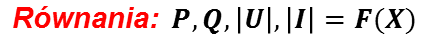 Równania: P, Q, |U|, |I| = F(X)